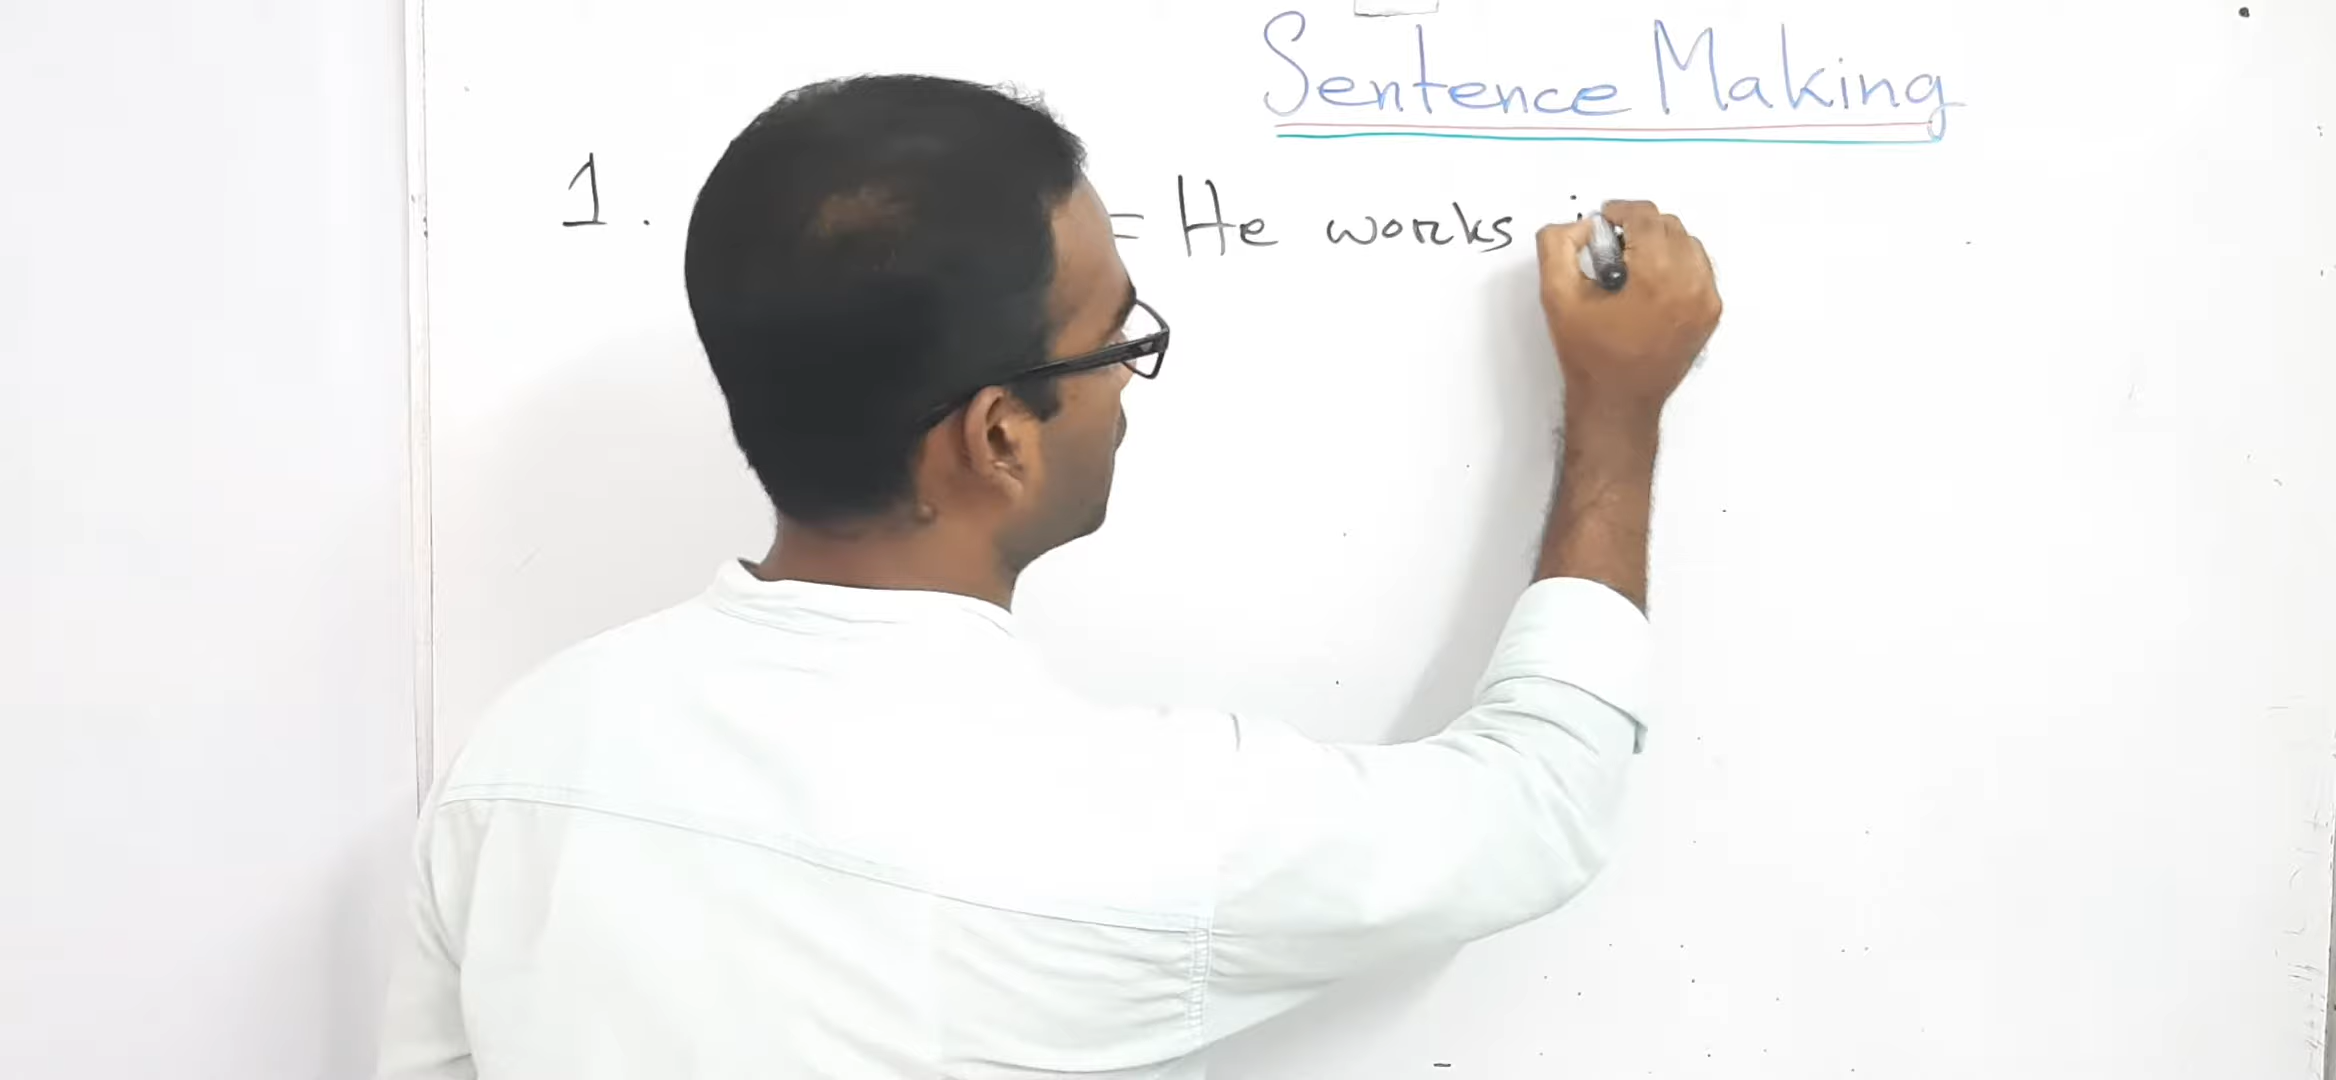 Sentence Making
1. = He works